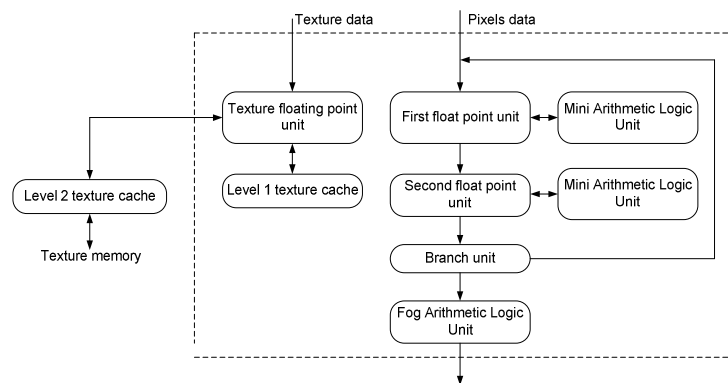 Texture data
Pixels data
Texture floating point
unit
First float point unit
Mini Arithmetic Logic
Unit
Level 2 texture cache
Level 1 texture cache
Second float point
unit
Mini Arithmetic Logic
Unit
Texture memory
Branch unit
Fog Arithmetic Logic
Unit